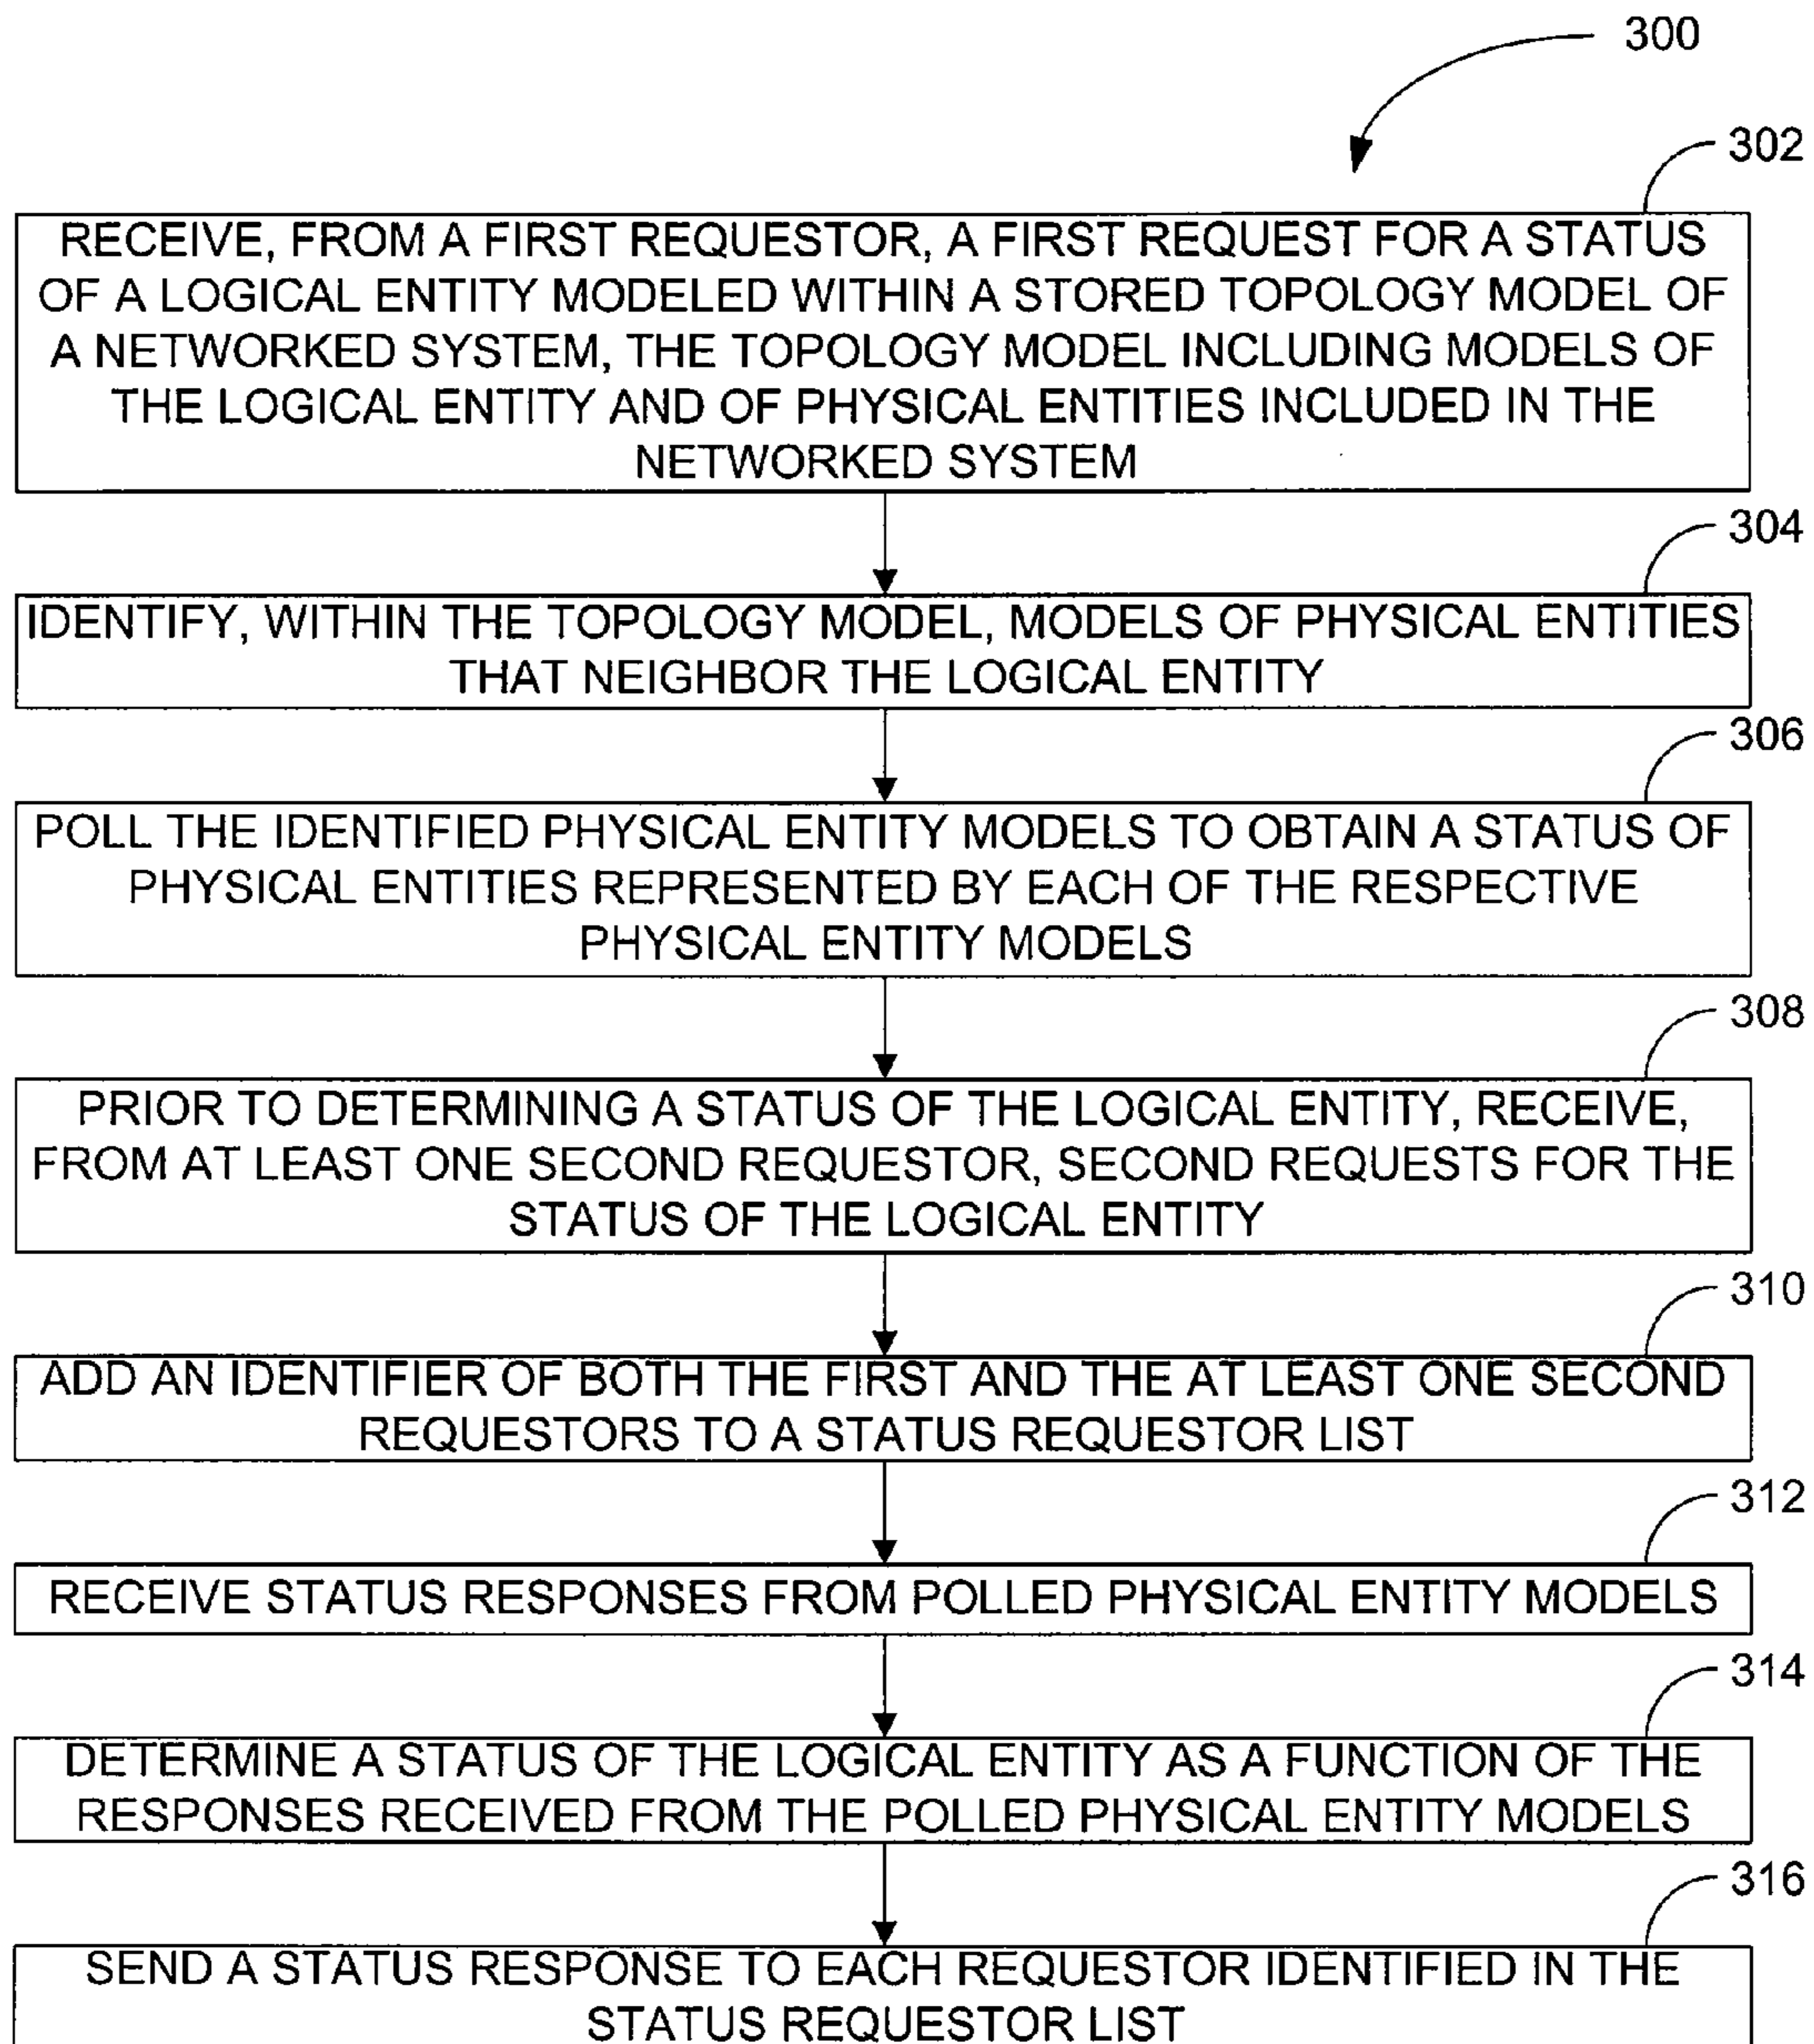 300
302
RECEIVE, FROM A FIRST REQUESTOR, A FIRST REQUEST FOR A STATUS
OF A LOGICAL ENTITY MODELED WITHIN A STORED TOPOLOGY MODEL OF
A NETWORKED SYSTEM, THE TOPOLOGY MODEL INCLUDING MODELS OF
THE LOGICAL ENTITY AND OF PHYSICAL ENTITIES INCLUDED IN THE
NETWORKED SYSTEM
304
IDENTIFY, WITHIN THE TOPOLOGY MODEL, MODELS OF PHYSICAL ENTITIES
THAT NEIGHBOR THE LOGICAL ENTITY
306
POLL THE IDENTIFIED PHYSICAL ENTITY MODELS TO OBTAIN A STATUS OF
PHYSICAL ENTITIES REPRESENTED BY EACH OF THE RESPECTIVE
PHYSICAL ENTITY MODELS
308
PRIOR TO DETERMINING A STATUS OF THE LOGICAL ENTITY, RECEIVE,
FROM AT LEAST ONE SECOND REQUESTOR, SECOND REQUESTS FOR THE
STATUS OF THE LOGICAL ENTITY
310
ADD AN IDENTIFIER OF BOTH THE FIRST AND THE AT LEAST ONE SECOND
REQUESTORS TO A STATUS REQUESTOR LIST
312
RECEIVE STATUS RESPONSES FROM POLLED PHYSICAL ENTITY MODELS
314
DETERMINE A STATUS OF THE LOGICAL ENTITY AS A FUNCTION OF THE
RESPONSES RECEIVED FROM THE POLLED PHYSICAL ENTITY MODELS
316
SEND A STATUS RESPONSE TO EACH REQUESTOR IDENTIFIED IN THE
STATUS REQUESTOR LIST